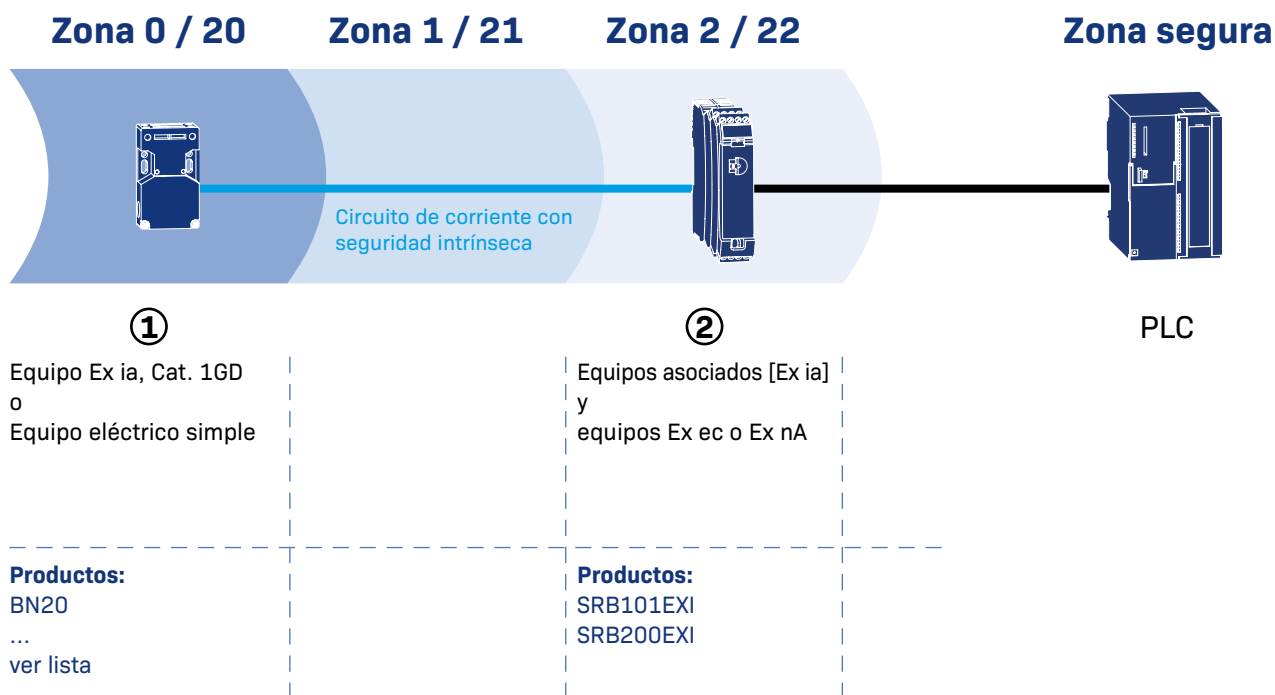 Zona 0 / 20
Zona 1 / 21
Zona 2 / 22
Zona segura
Circuito de corriente con
seguridad intrínseca
1
2
PLC
Equipo Ex ia, Cat. 1GD
o
Equipo eléctrico simple
Equipos asociados [Ex ia]
y
equipos Ex ec o Ex nA
Productos:
BN20
...
ver lista
Productos:
SRB101EXI
SRB200EXI